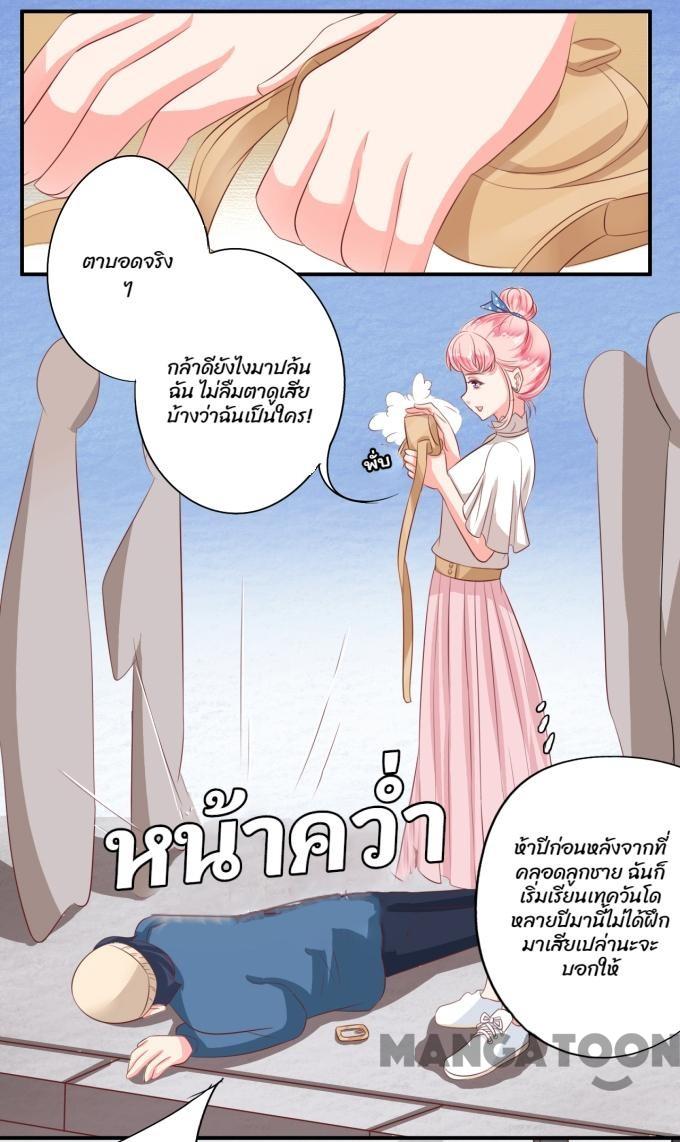 ตาบอดจริง
ๆ
กล้าดียังไงมาปล้น
ฉัน ไม่ลืมตาดูเสีย
บ้างว่าฉันเป็นใคร!
พั่บ
หน้าคว่ำ
ห้าปีก่อนหลังจากที่
คลอดลูกชาย ฉันก็
เริ่มเรียนเทควันโด
หลายปีมานี้ไม่ได้ฝึก
มาเสียเปล่านะจะ
บอกให้
MANGATOON